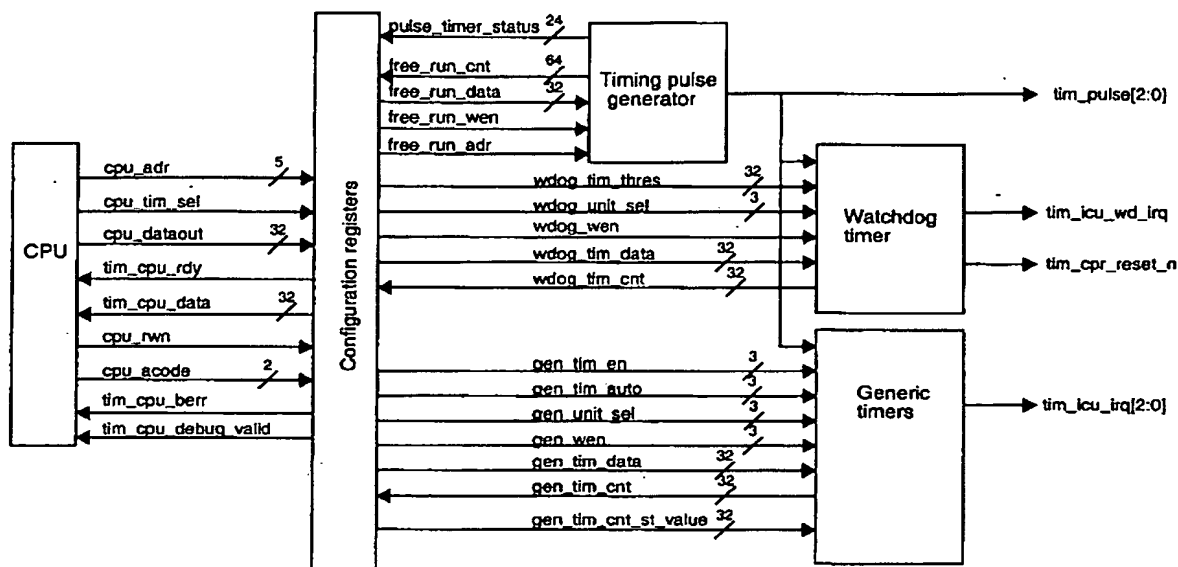 pulse_timer_status 24
free_run_cnt 64
free_run_data 32
free_run_wen
free_run_adr
Timing pulse
generator
tim_pulse[2:0]
CPU
cpu_adr 5
cpu_tim_sel
cpu_dataout 32
tim_cpu_rdy
tim_cpu_data 32
cpu_rwn
cpu_acode 2
tim_cpu_berr
tim_cpu_debug_valid
Configuration registers
wdog_tim_thres 32
wdog_unit_sel 3
wdog_wen
wdog_tim_data 32
wdog_tim_cnt 32
Watchdog
timer
tim_icu_wd_irq
tim_cpr_reset_n
gen_tim_en 3
gen_tim_auto 3
gen_unit_sel 3
gen_wen 3
gen_tim_data 32
gen_tim_cnt 32
gen_tim_cnt_st_value 32
Generic
timers
tim_icu_irq[2:0]